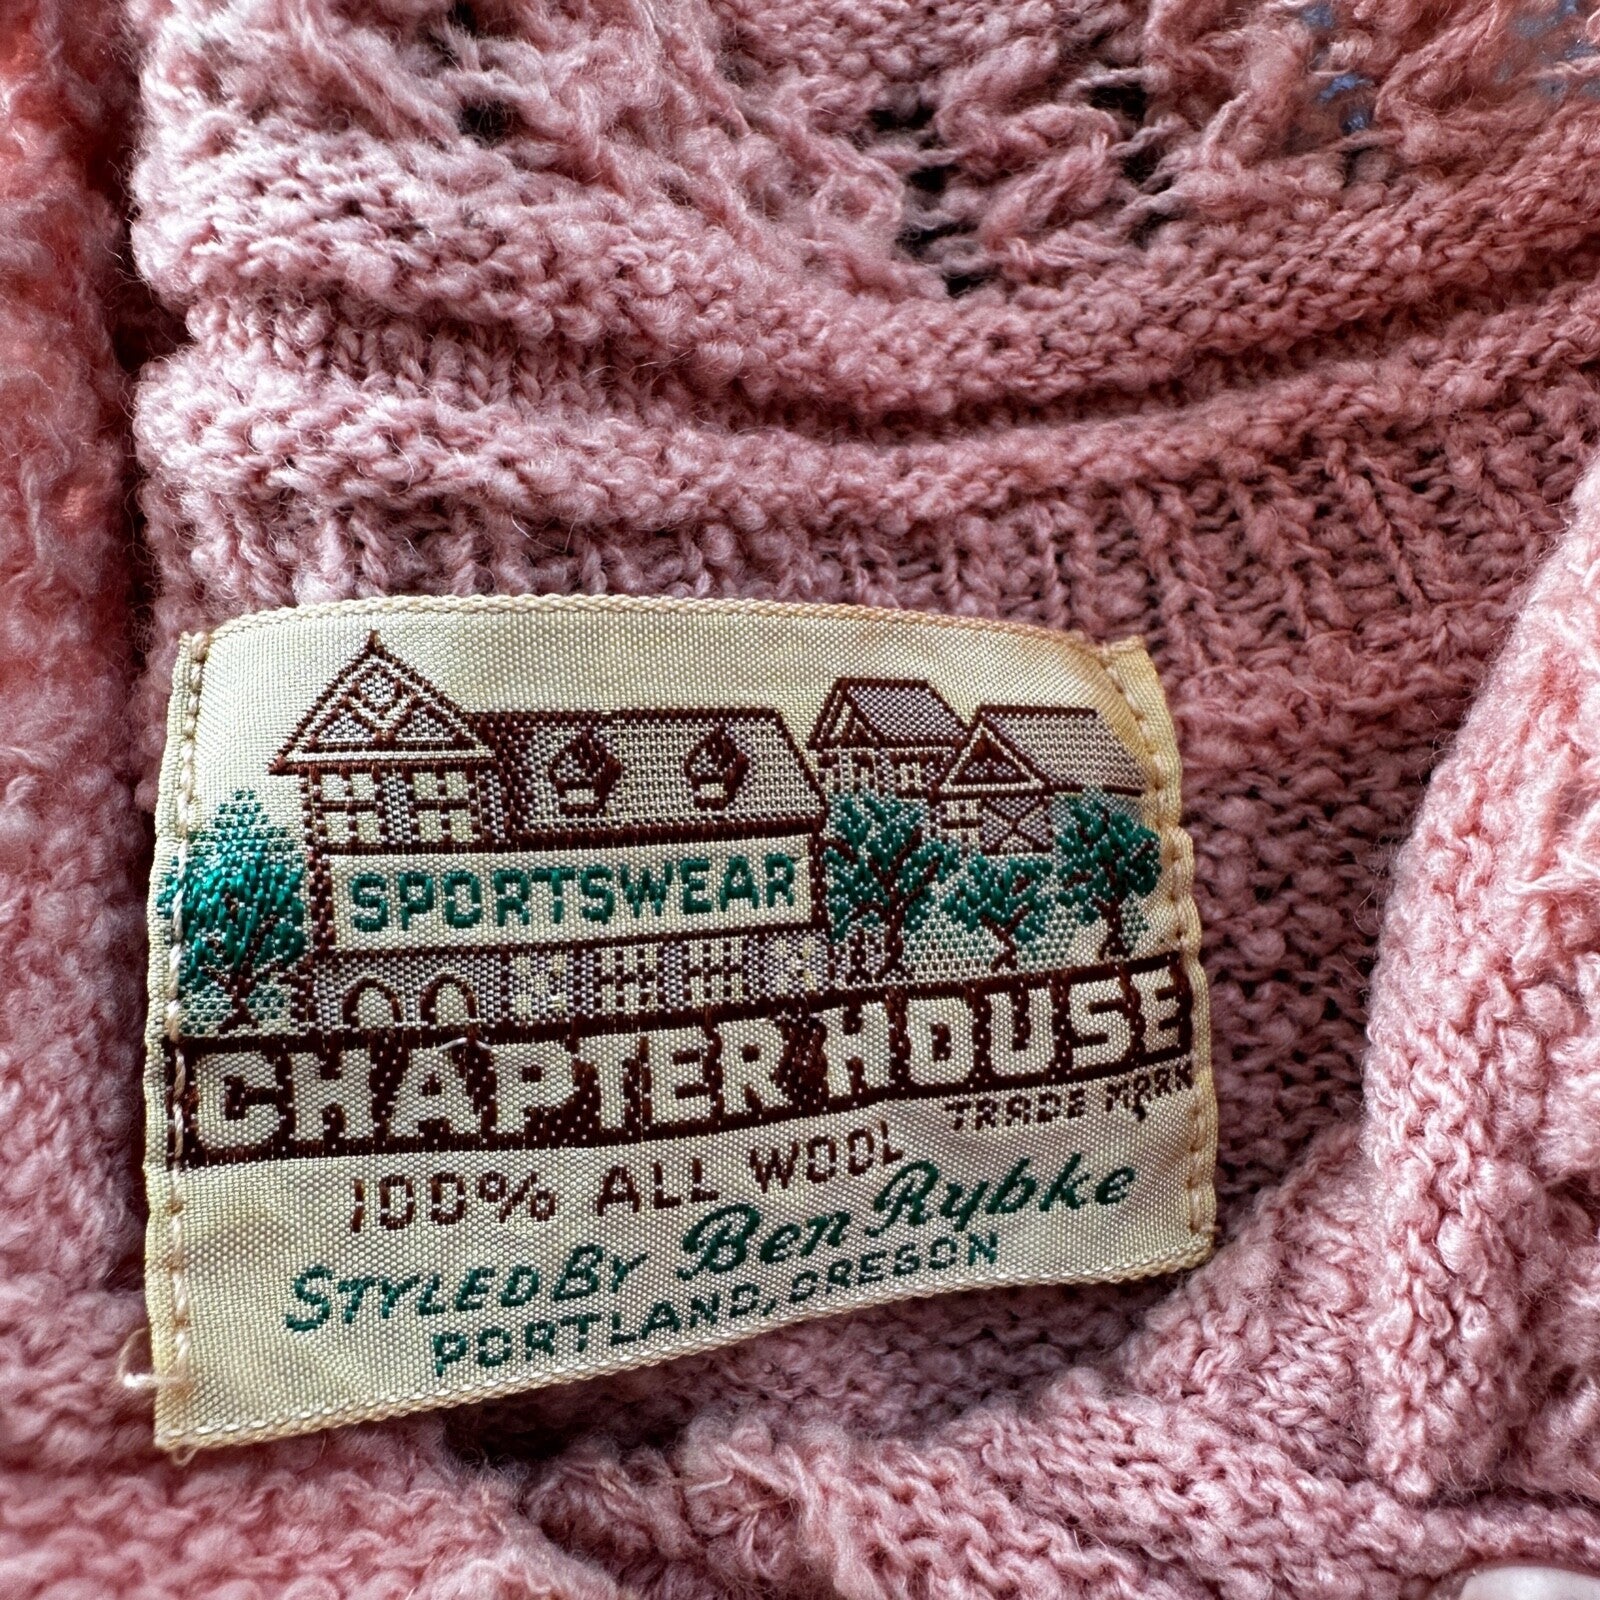 SPORTSWEAR
CHAPTER HOUSE
TRADE MARK
100% ALL WOOL
STYLED BY Ben Rybke
PORTLAND, OREGON